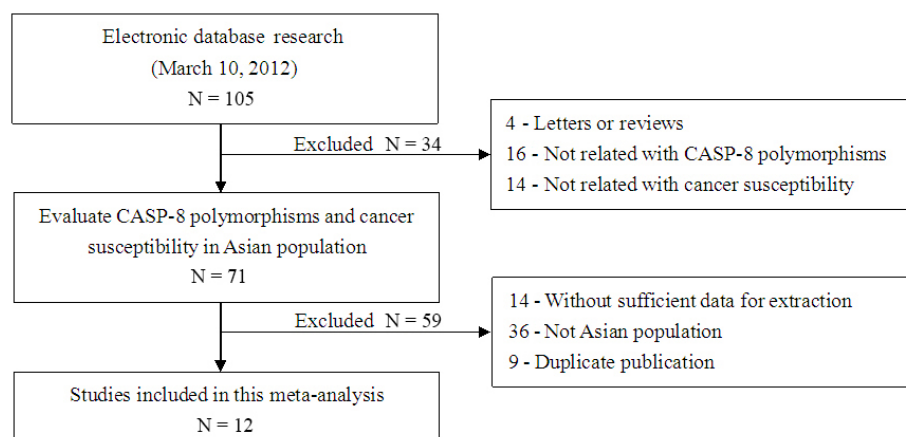 Electronic database research
(March 10, 2012)
N = 105
Excluded N = 34
4 - Letters or reviews
16 - Not related with CASP-8 polymorphisms
14 - Not related with cancer susceptibility
Evaluate CASP-8 polymorphisms and cancer
susceptibility in Asian population
N = 71
Excluded N = 59
14 - Without sufficient data for extraction
36 - Not Asian population
9 - Duplicate publication
Studies included in this meta-analysis
N = 12